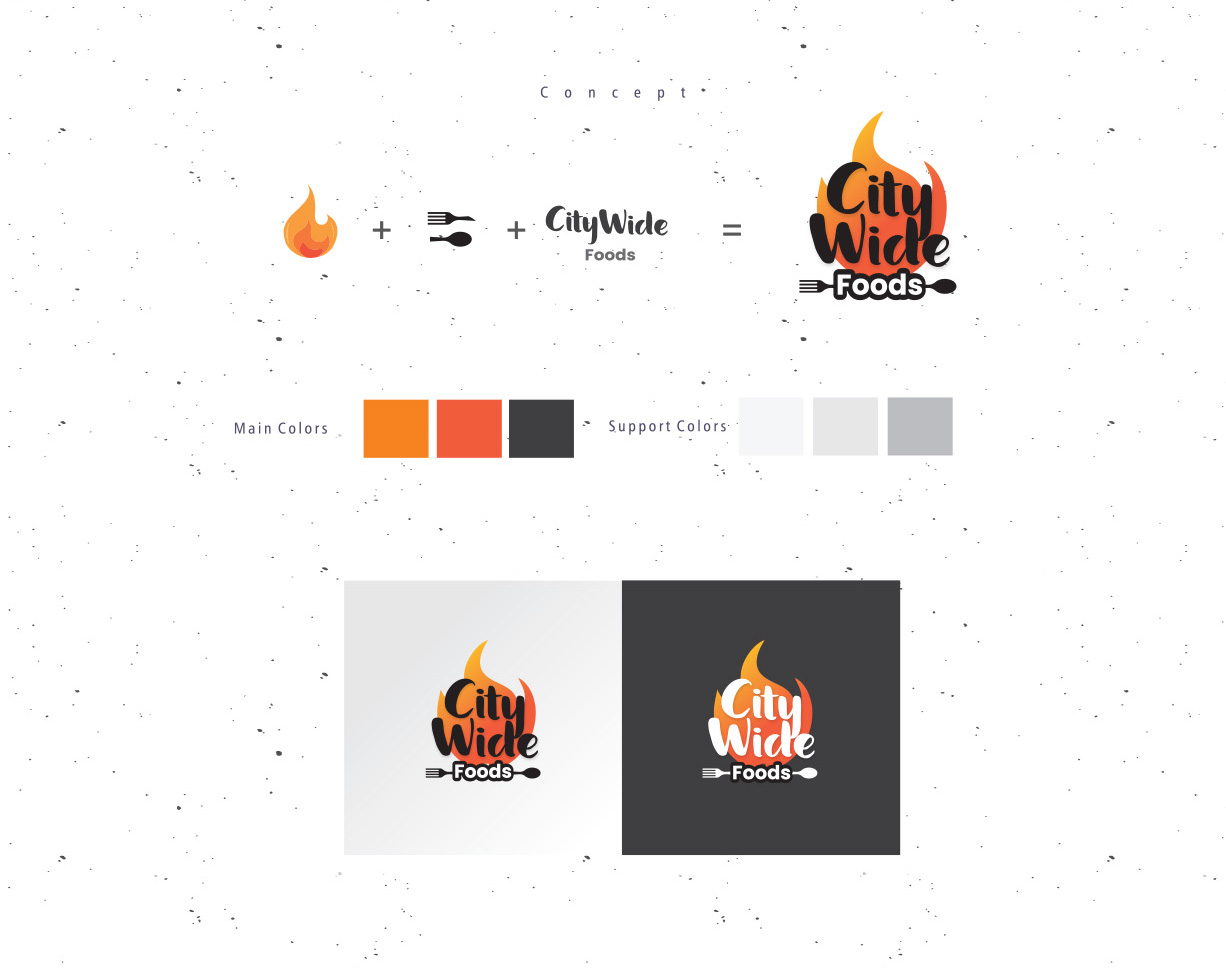 Concept
+ + =
CityWide
Foods
City
Wide
Foods
Main Colors
Support Colors
City
Wide
Foods
City
Wide
Foods